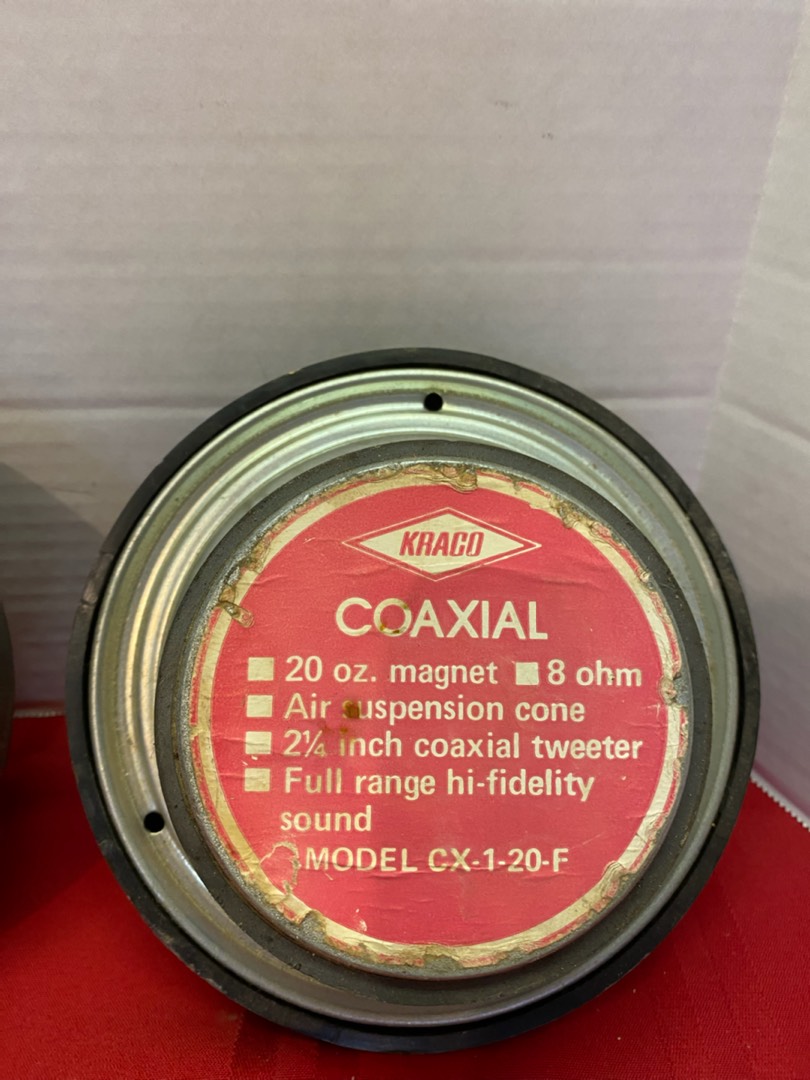 KRACO
COAXIAL
20 oz. magnet 8 ohm
Air suspension cone
2¼ inch coaxial tweeter
Full range hi-fidelity
sound
MODEL CX-1-20-F